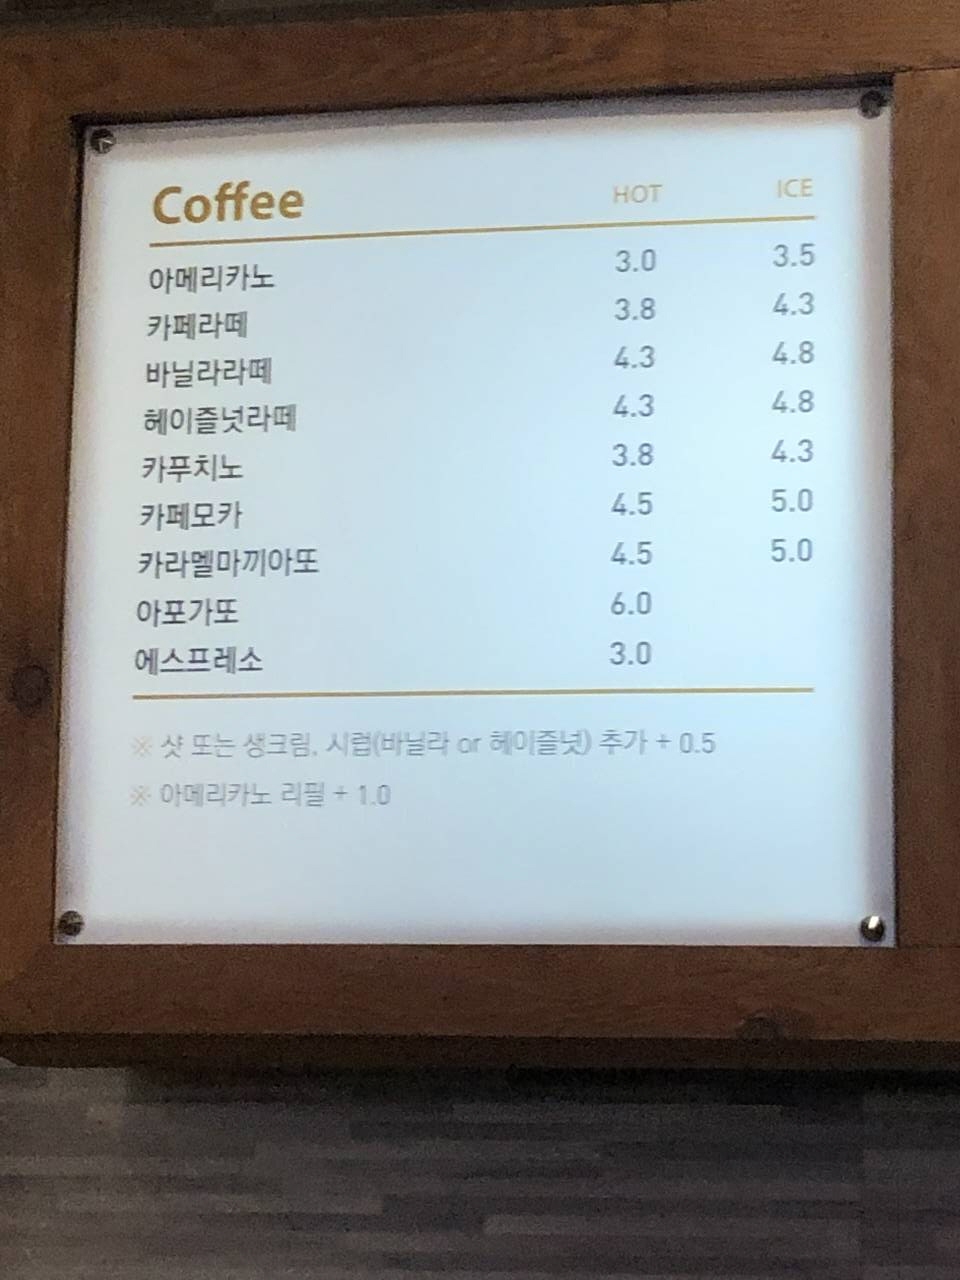 Coffee HOT ICE
아메리카노 3.0 3.5
카페라떼 3.8 4.3
바닐라라떼 4.3 4.8
헤이즐넛라떼 4.3 4.8
카푸치노 3.8 4.3
카페모카 4.5 5.0
카라멜마끼아또 4.5 5.0
아포가또 6.0
에스프레소 3.0
※ 샷 또는 생크림, 시럽(바닐라 or 헤이즐넛) 추가 + 0.5
※ 아메리카노 리필 + 1.0